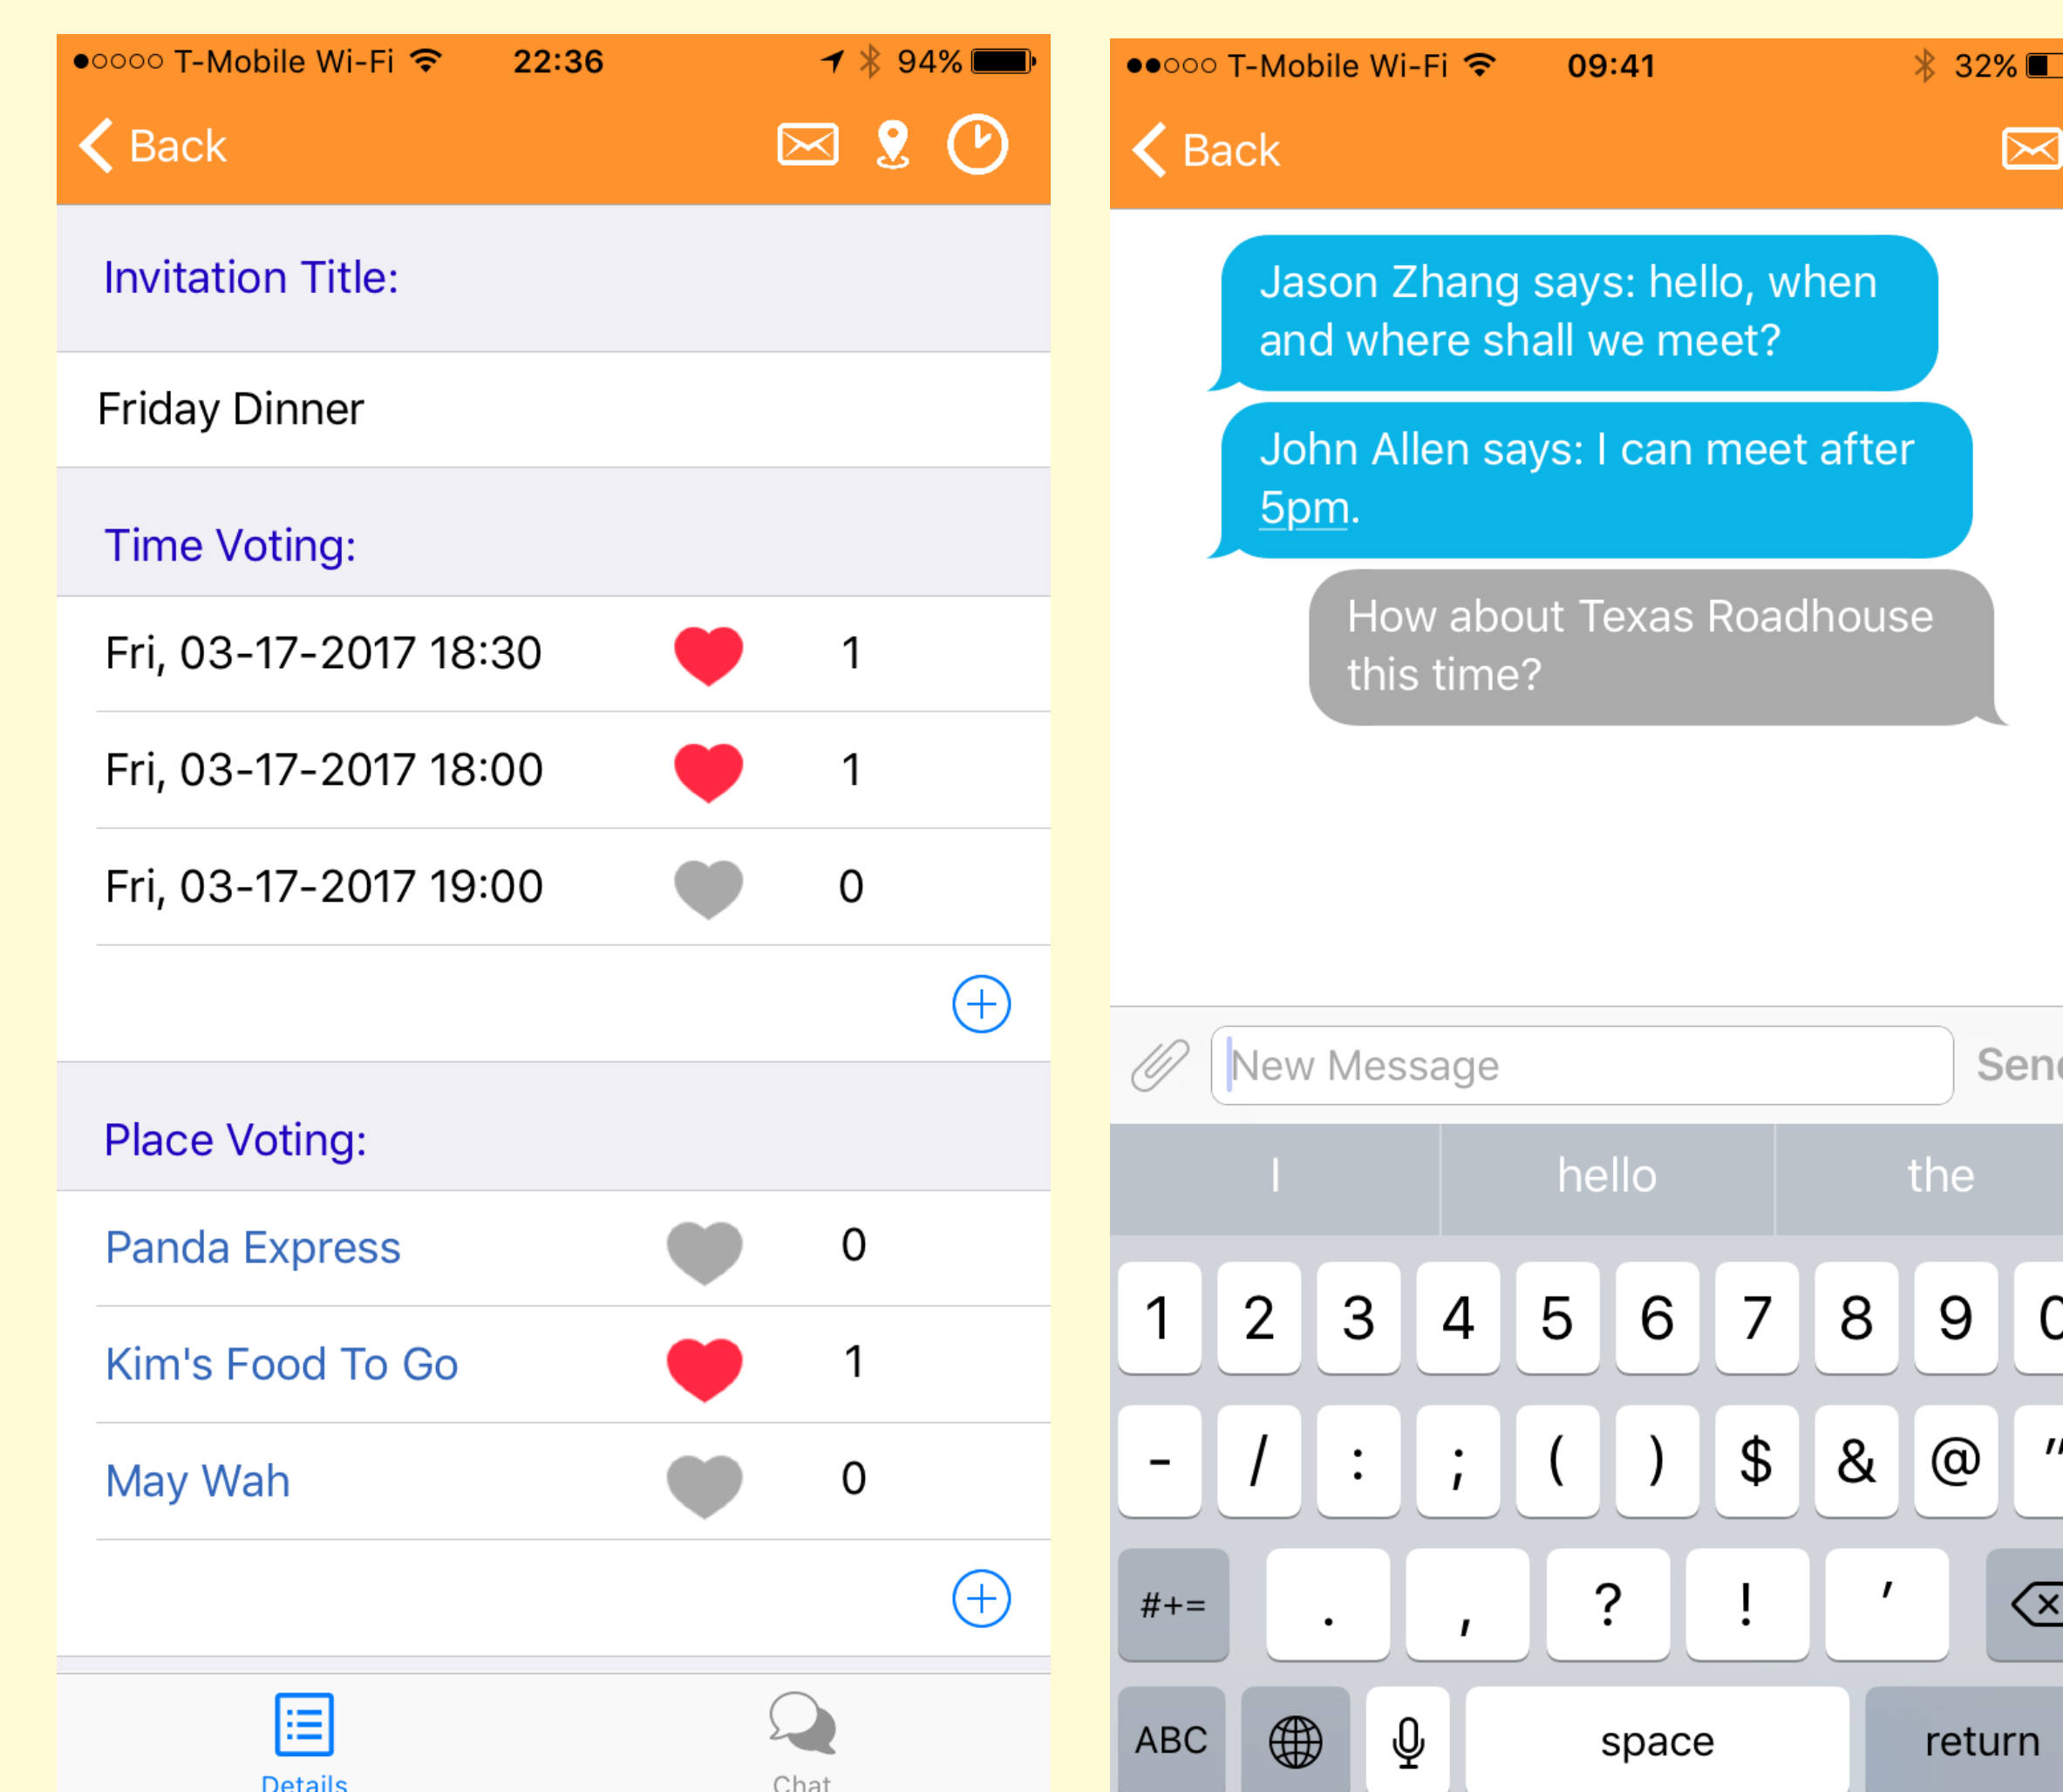 T-Mobile Wi-Fi 22:36 94%
Back
Invitation Title:
Friday Dinner
Time Voting:
Fri, 03-17-2017 18:30 1
Fri, 03-17-2017 18:00 1
Fri, 03-17-2017 19:00 0
Place Voting:
Panda Express 0
Kim's Food To Go 1
May Wah 0
Details Chat
T-Mobile Wi-Fi 09:41 32%
Back
Jason Zhang says: hello, when
and where shall we meet?
John Allen says: I can meet after
5pm.
How about Texas Roadhouse
this time?
New Message Send
I hello the
1 2 3 4 5 6 7 8 9 0
- / : ; ( ) $ & @ "
#+= . , ? ! '
ABC space return